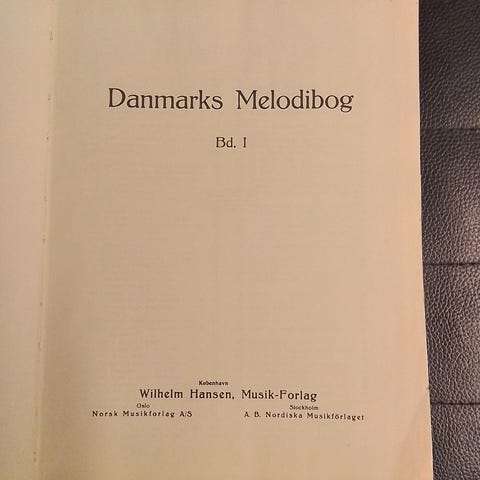 Danmarks Melodibog
Bd. I
København
Wilhelm Hansen, Musik-Forlag
Oslo Stockholm
Norsk Musikforlag A/S A. B. Nordiska Musikförlaget